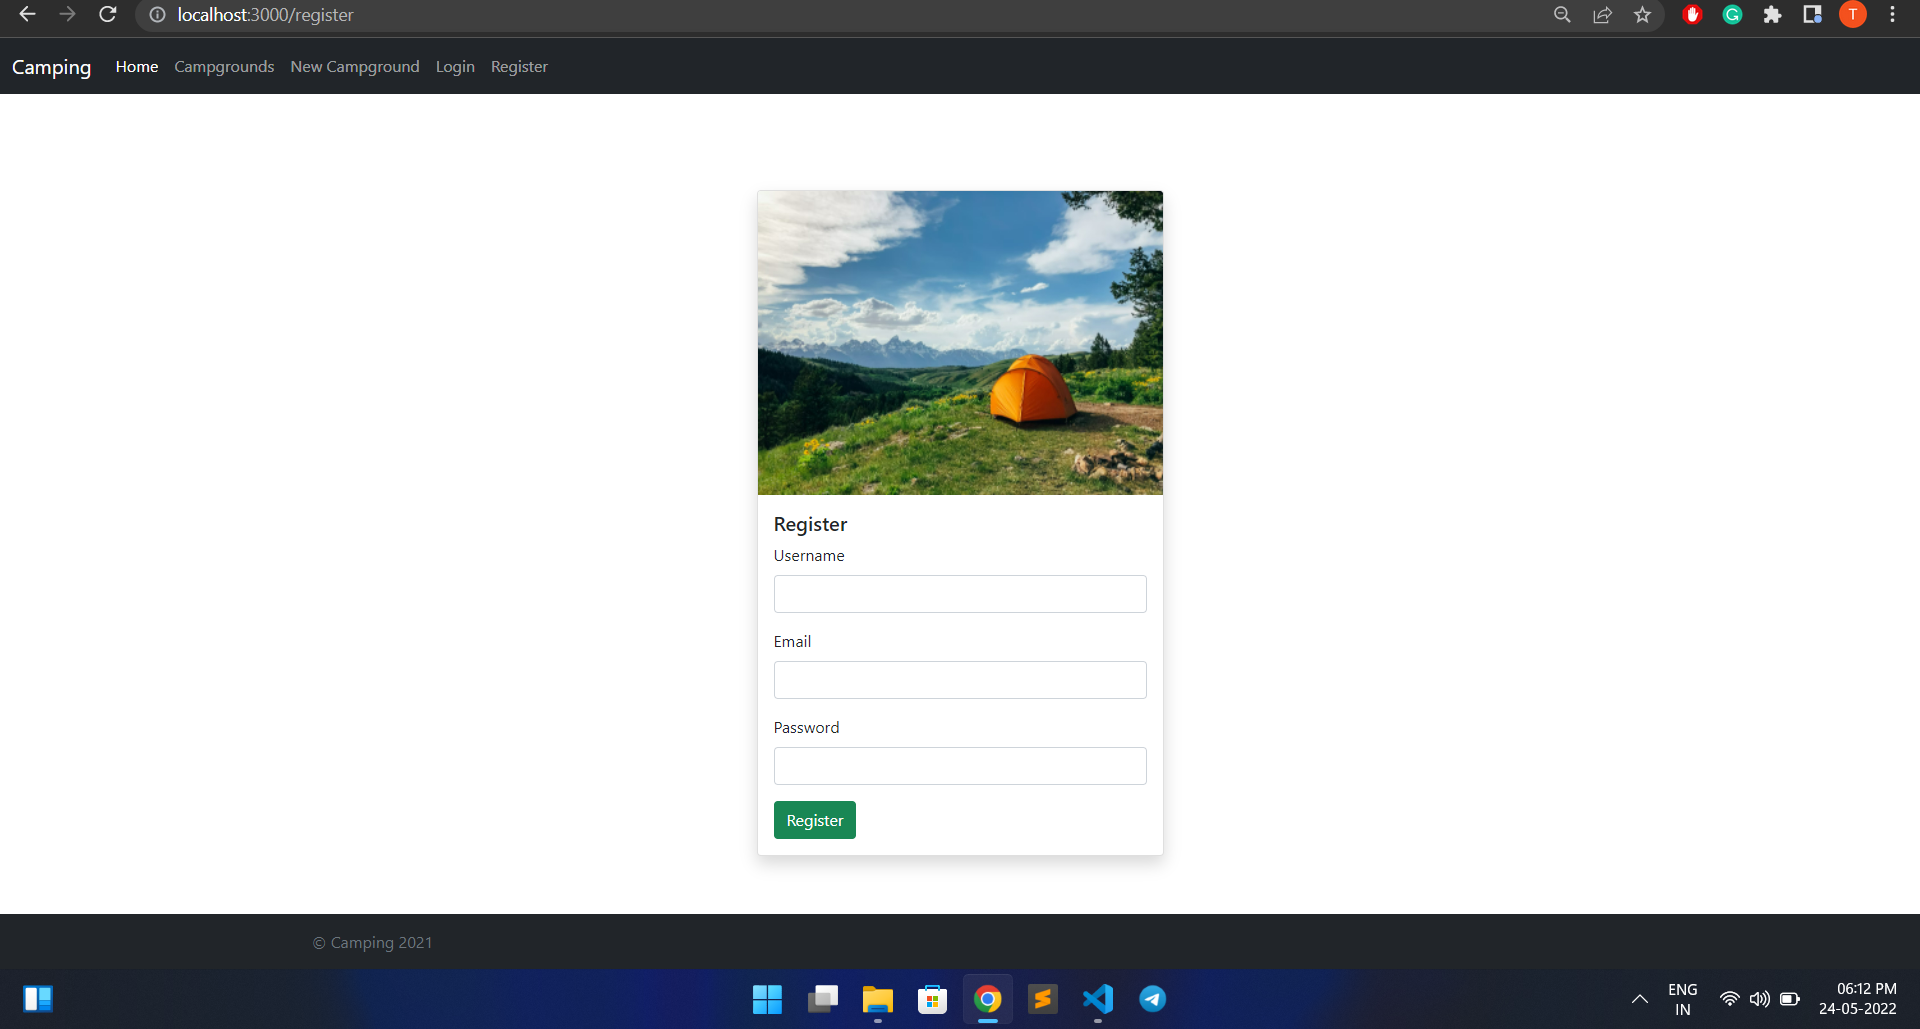 localhost:3000/register
T
Camping Home Campgrounds New Campground Login Register
Register
Username
Email
Password
Register
© Camping 2021
ENG
IN
06:12 PM
24-05-2022